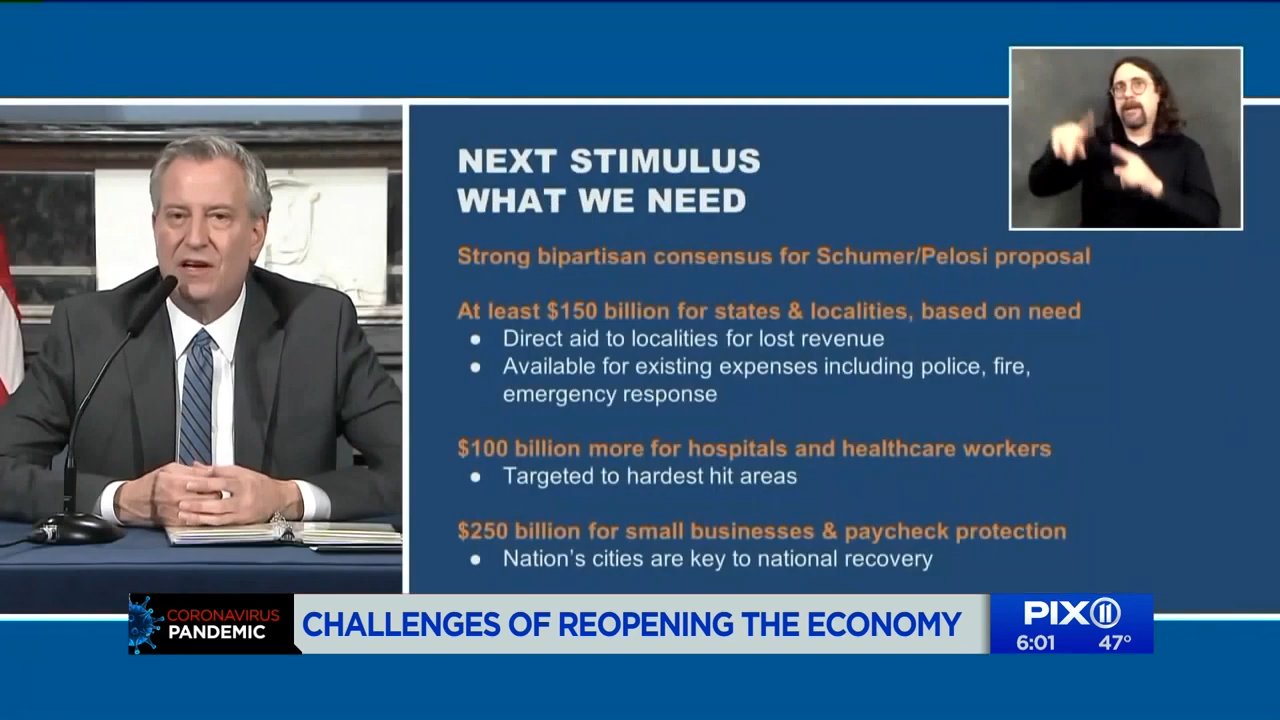 NEXT STIMULUS
WHAT WE NEED
Strong bipartisan consensus for Schumer/Pelosi proposal
At least $150 billion for states & localities, based on need
● Direct aid to localities for lost revenue
● Available for existing expenses including police, fire,
emergency response
$100 billion more for hospitals and healthcare workers
● Targeted to hardest hit areas
$250 billion for small businesses & paycheck protection
● Nation's cities are key to national recovery
CORONAVIRUS
PANDEMIC
CHALLENGES OF REOPENING THE ECONOMY
PIX11
6:01 47°